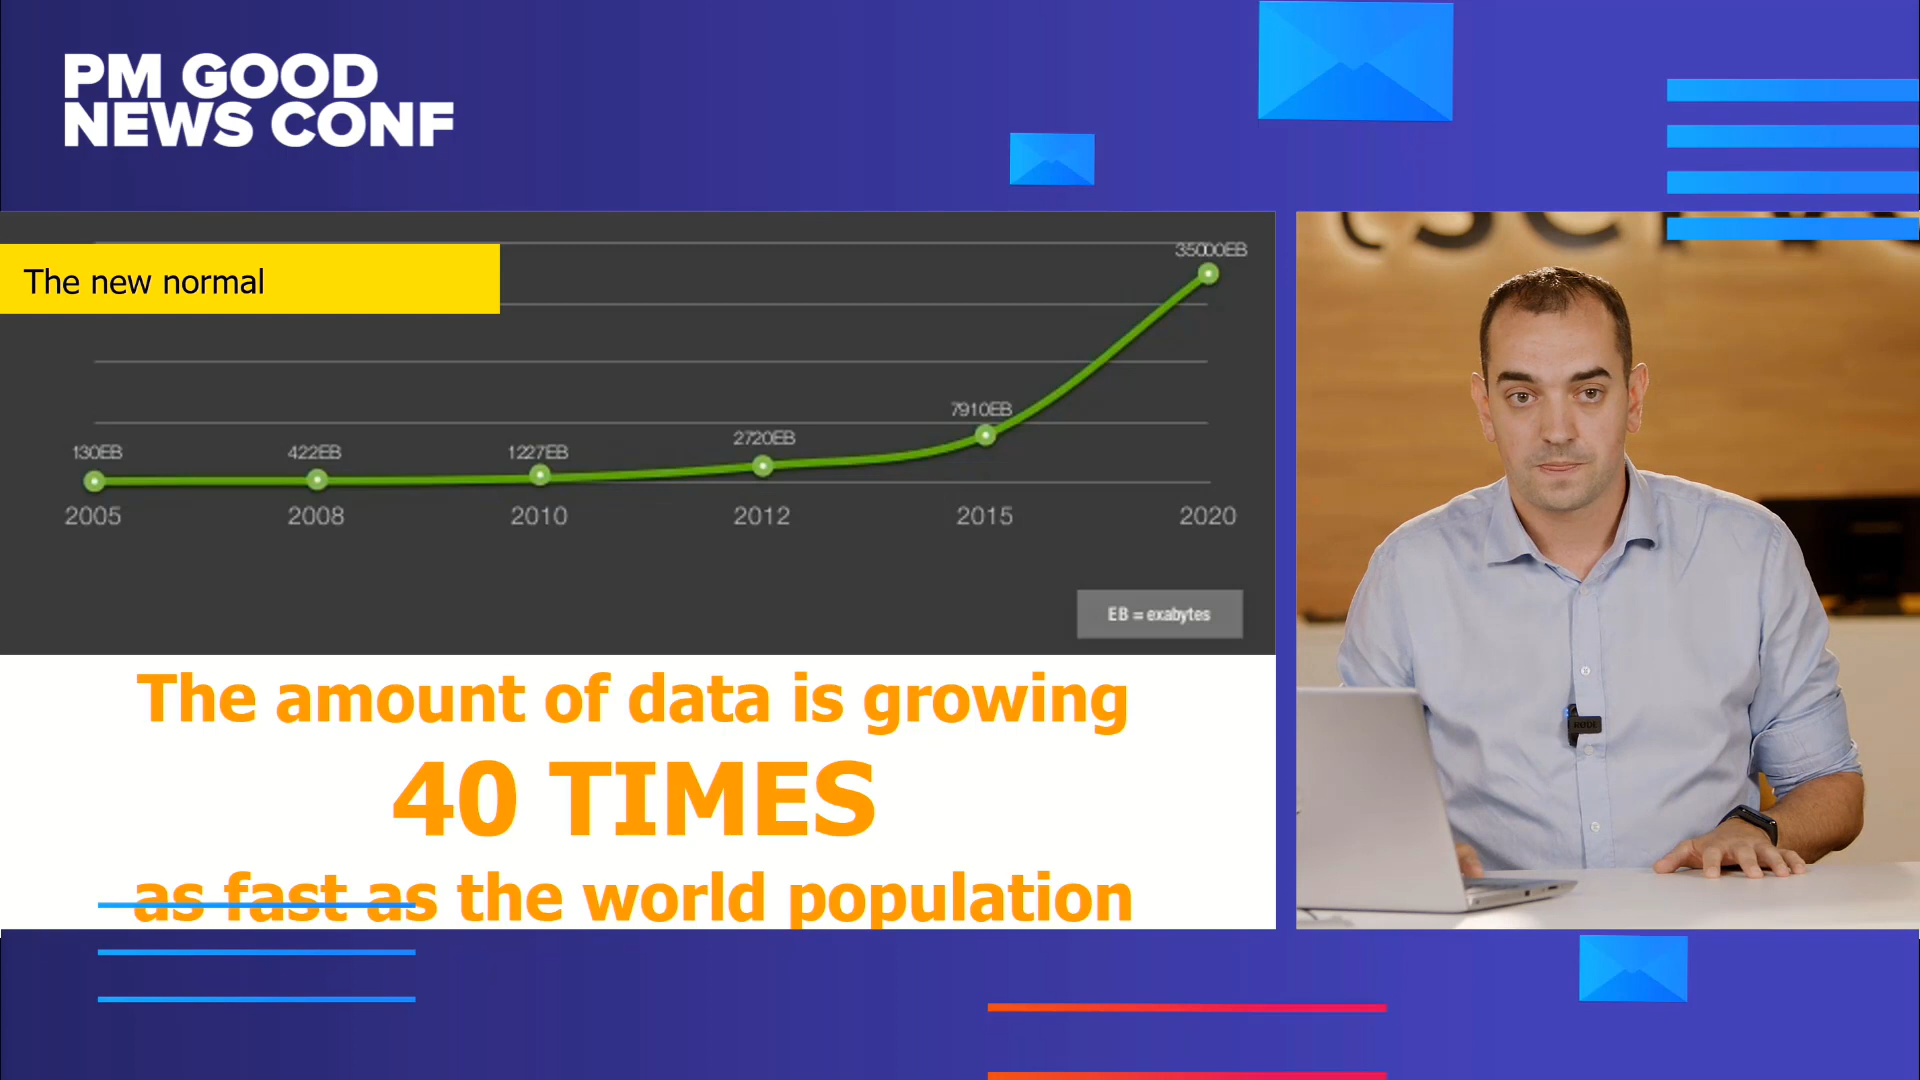 PM GOOD
NEWS CONF
The new normal
35000EB
7910EB
2720EB
1227EB
422EB
130EB
2005 2008 2010 2012 2015 2020
EB = exabytes
The amount of data is growing
40 TIMES
as fast as the world population
RODE